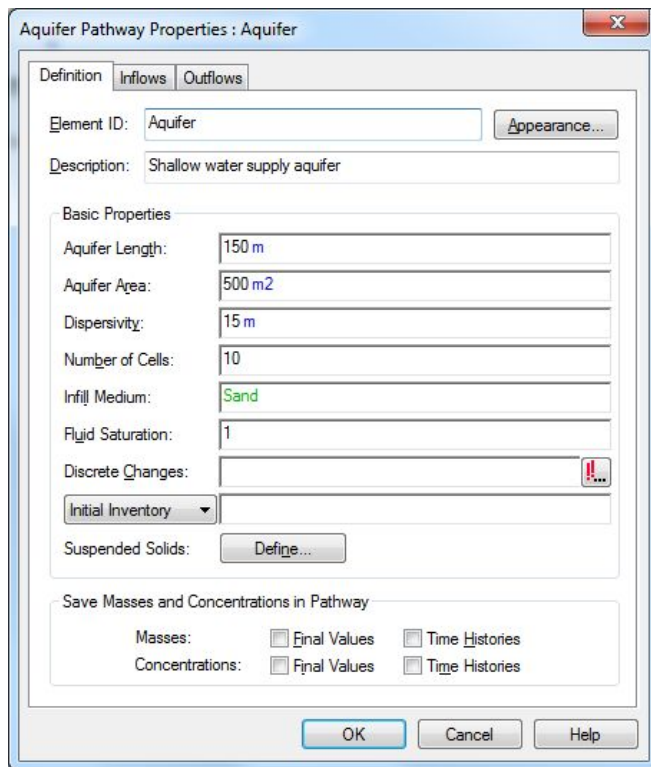 Aquifer Pathway Properties : Aquifer
Definition Inflows Outflows
Element ID: Aquifer Appearance...
Description: Shallow water supply aquifer
Basic Properties
Aquifer Length: 150 m
Aquifer Area: 500 m2
Dispersivity: 15 m
Number of Cells: 10
Infill Medium: Sand
Fluid Saturation: 1
Discrete Changes: !!...
Initial Inventory
Suspended Solids: Define...
Save Masses and Concentrations in Pathway
Masses: Final Values Time Histories
Concentrations: Final Values Time Histories
OK Cancel Help